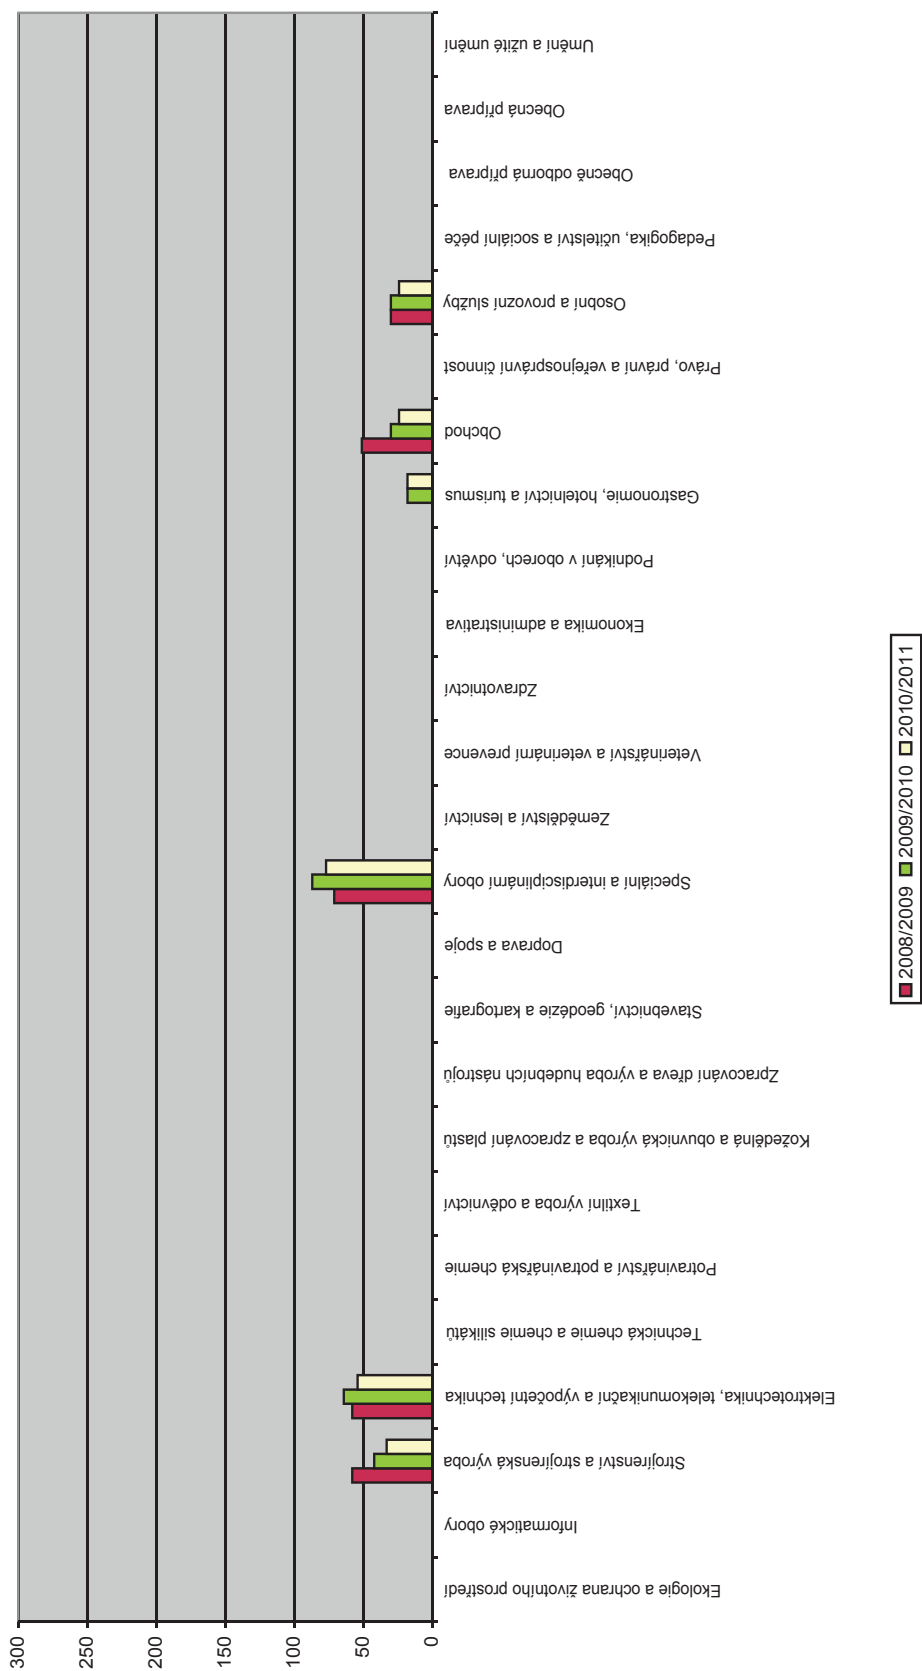 300
250
200
150
100
50
0
Ekologie a ochrana životního prostředí
Informatické obory
Strojírenství a strojírenská výroba
Elektrotechnika, telekomunikační a výpočetní technika
Technická chemie a chemie silikátů
Potravinářství a potravinářská chemie
Textilní výroba a oděvnictví
Kožedělná a obuvnická výroba a zpracování plastů
Zpracování dřeva a výroba hudebních nástrojů
Stavebnictví, geodézie a kartografie
Doprava a spoje
Speciální a interdisciplinární obory
Zemědělství a lesnictví
Veterinářství a veterinární prevence
Zdravotnictví
Ekonomika a administrativa
Podnikání v oborech, odvětví
Gastronomie, hotelnictví a turismus
Obchod
Právo, právní a veřejnosprávní činnost
Osobní a provozní služby
Pedagogika, učitelství a sociální péče
Obecně odborná příprava
Obecná příprava
Umění a užité umění
2008/2009 2009/2010 2010/2011